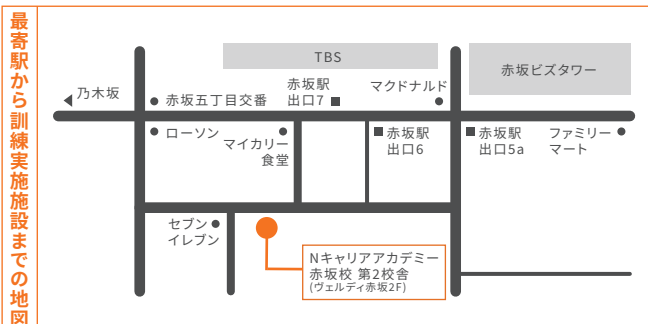 最寄駅から訓練実施施設までの地図
TBS
赤坂ビズタワー
乃木坂
赤坂五丁目交番
赤坂駅
出口7
マクドナルド
ローソン
マイカリー
食堂
赤坂駅
出口6
赤坂駅
出口5a
ファミリー
マート
セブン
イレブン
Nキャリアアカデミー
赤坂校 第2校舎
(ヴェルディ赤坂2F)